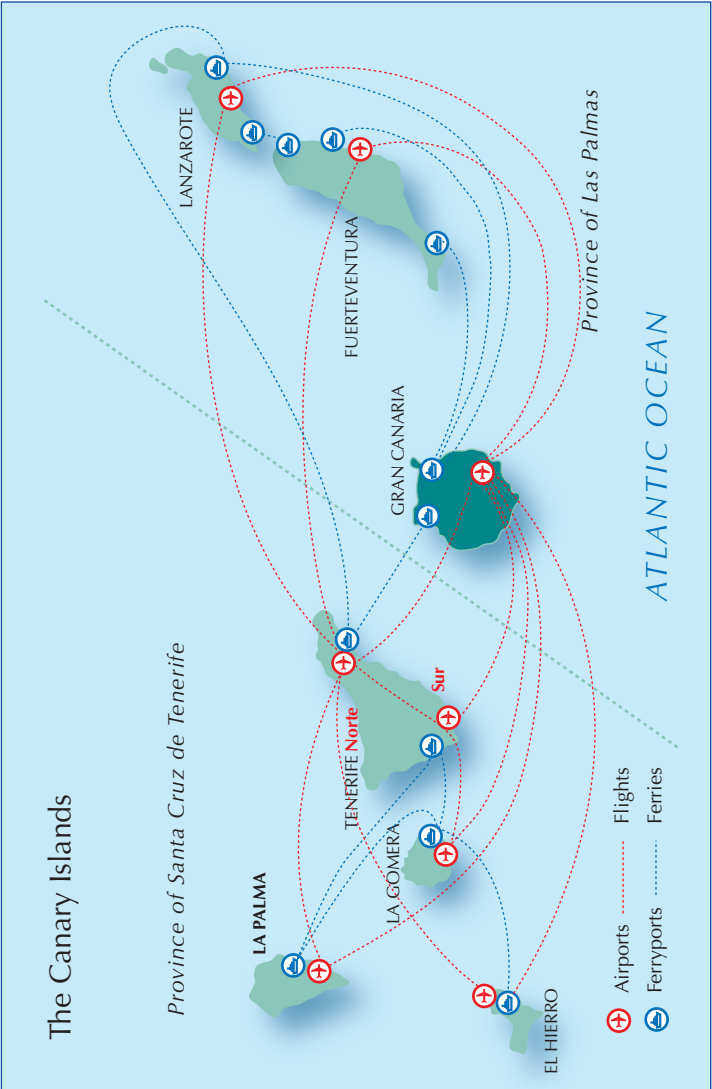 The Canary Islands
Province of Santa Cruz de Tenerife
LA PALMA
TENERIFE Norte
Sur
LA GOMERA
EL HIERRO
GRAN CANARIA
FUERTEVENTURA
LANZAROTE
Province of Las Palmas
ATLANTIC OCEAN
Airports
Flights
Ferryports
Ferries